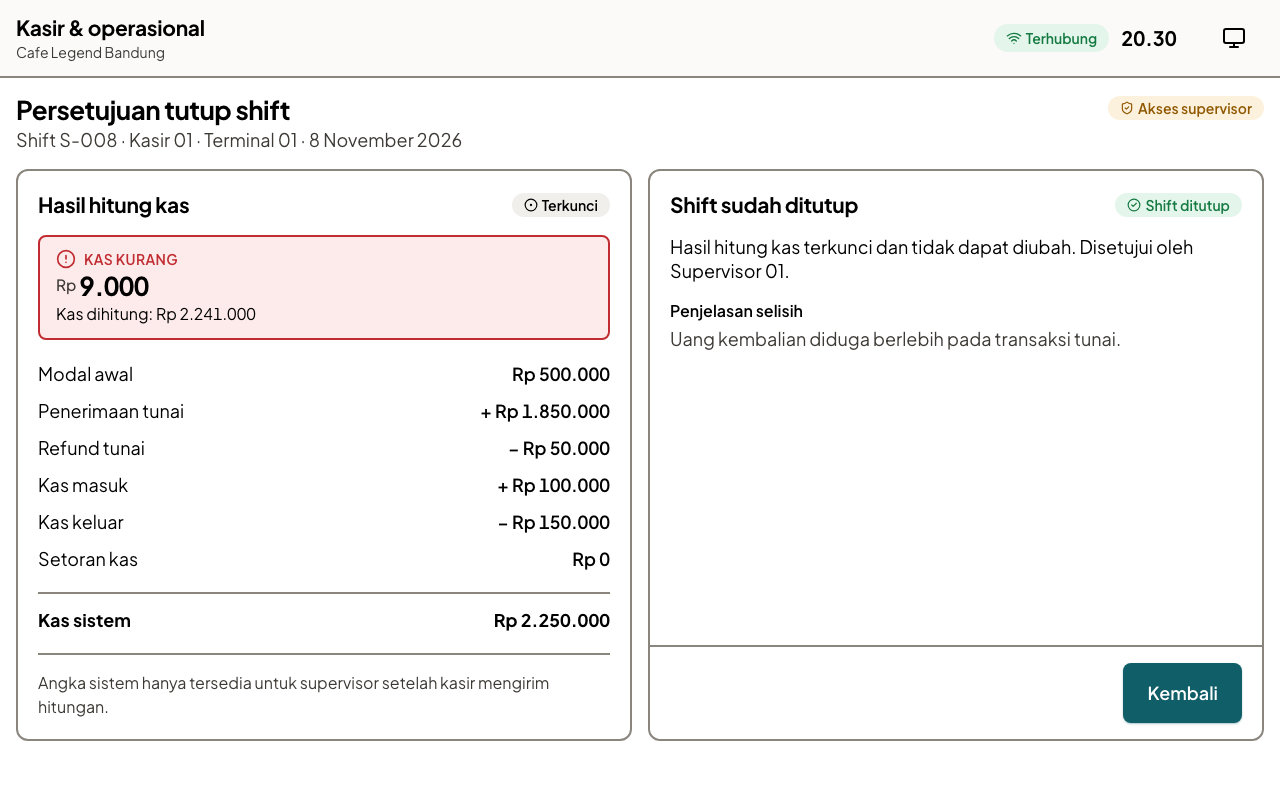 Kasir & operasional
Cafe Legend Bandung
Terhubung
20.30
Persetujuan tutup shift
Shift S-008 · Kasir 01 · Terminal 01 · 8 November 2026
Akses supervisor
Hasil hitung kas
Terkunci
KAS KURANG
Rp 9.000
Kas dihitung: Rp 2.241.000
Modal awal Rp 500.000
Penerimaan tunai + Rp 1.850.000
Refund tunai – Rp 50.000
Kas masuk + Rp 100.000
Kas keluar – Rp 150.000
Setoran kas Rp 0
Kas sistem Rp 2.250.000
Angka sistem hanya tersedia untuk supervisor setelah kasir mengirim
hitungan.
Shift sudah ditutup
Shift ditutup
Hasil hitung kas terkunci dan tidak dapat diubah. Disetujui oleh
Supervisor 01.
Penjelasan selisih
Uang kembalian diduga berlebih pada transaksi tunai.
Kembali